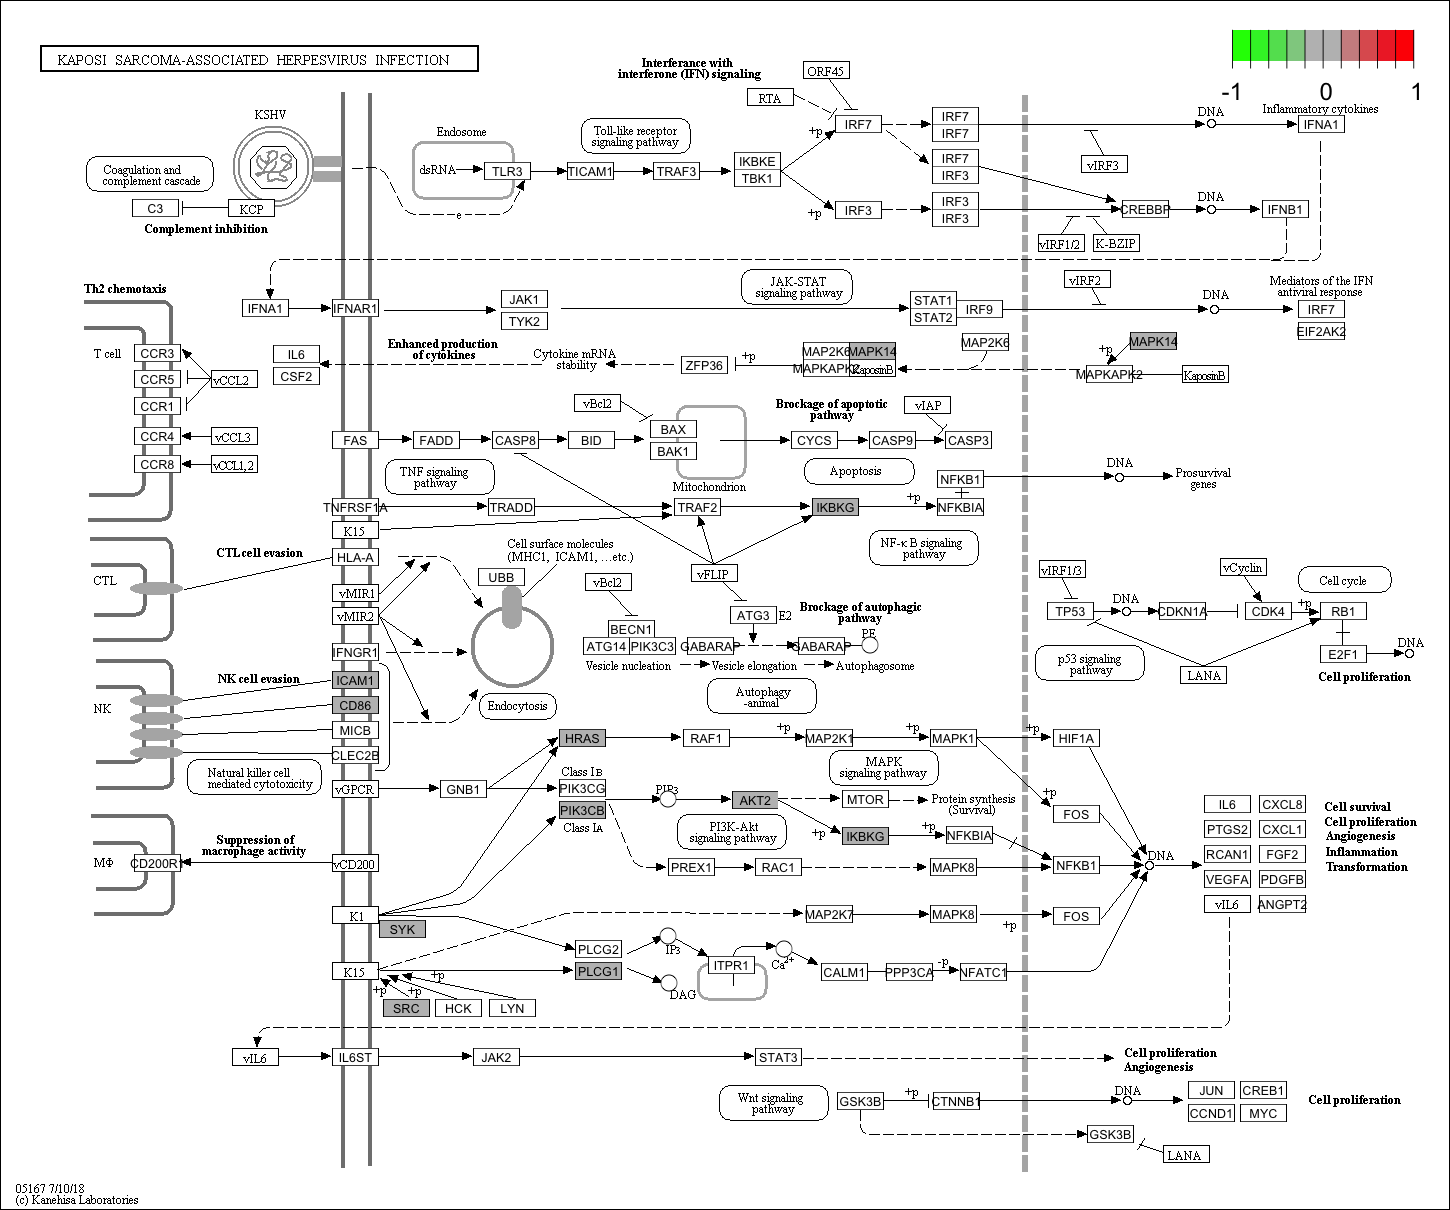 KAPOSI SARCOMA-ASSOCIATED HERPESVIRUS INFECTION
-1 0 1
Interferance with
interferone (IFN) signaling
ORF45
RTA
+p
IRF7
IRF7
IRF7
DNA
Inflammatory cytokines
IFNA1
KSHV
Endosome
dsRNA
TLR3
Toll-like receptor
signaling pathway
TICAM1
TRAF3
IKBKE
TBK1
IRF7
IRF3
vIRF3
Coagulation and
complement cascade
C3
KCP
Complement inhibition
e
+p
IRF3
IRF3
IRF3
CREBBP
DNA
IFNB1
vIRF1/2
K-BZIP
Th2 chemotaxis
IFNA1
IFNAR1
JAK1
TYK2
JAK-STAT
signaling pathway
STAT1
STAT2
IRF9
vIRF2
DNA
Mediators of the IFN
antiviral response
IRF7
EIF2AK2
T cell
CCR3
CCR5
CCR1
CCR4
CCR8
vCCL2
vCCL3
vCCL1,2
IL6
CSF2
Enhanced production
of cytokines
Cytokine mRNA
stability
ZFP36
+p
MAP2K6
MAPK14
KaposinB
MAP2K6
MAPK14
+p
MAPKAPK2
KaposinB
vBcl2
BAX
BAK1
Mitochondrion
Brockage of apoptotic
pathway
vIAP
FAS
FADD
CASP8
BID
CYCS
CASP9
CASP3
TNF signaling
pathway
Apoptosis
NFKB1
DNA
Prosurvival
genes
TNFRSF1A
TRADD
TRAF2
IKBKG
+p
NFKBIA
K15
NF-κB signaling
pathway
CTL
CTL cell evasion
HLA-A
vMIR1
vMIR2
IFNGR1
Cell surface molecules
(MHC1, ICAM1, ...etc.)
UBB
Endocytosis
vBcl2
BECN1
ATG14
PIK3C3
vFLIP
ATG3
E2
GABARAP
GABARAP
PE
Brockage of autophagic
pathway
Vesicle nucleation
Vesicle elongation
Autophagosome
Autophagy
-animal
vIRF1/3
TP53
DNA
CDKN1A
vCyclin
CDK4
+p
RB1
Cell cycle
E2F1
DNA
Cell proliferation
p53 signaling
pathway
LANA
NK
NK cell evasion
ICAM1
CD86
MICB
CLEC2B
Natural killer cell
mediated cytotoxicity
vGPCR
GNB1
HRAS
RAF1
+p
MAP2K1
+p
MAPK1
+p
HIF1A
MAPK
signaling pathway
Class IB
PIK3CG
PIK3CB
Class IA
PIP3
AKT2
MTOR
Protein synthesis
(Survival)
+p
FOS
PI3K-Akt
signaling pathway
+p
IKBKG
+p
NFKBIA
NFKB1
PREX1
RAC1
MAPK8
DNA
IL6
CXCL8
PTGS2
CXCL1
RCAN1
FGF2
VEGFA
PDGFB
vIL6
ANGPT2
Cell survival
Cell proliferation
Angiogenesis
Inflammation
Transformation
MΦ
CD200R1
Suppression of
macrophage activity
vCD200
K1
SYK
MAP2K7
MAPK8
+p
FOS
K15
PLCG2
PLCG1
IP3
DAG
ITPR1
Ca2+
CALM1
PPP3CA
-p
NFATC1
+p
+p
+p
SRC
HCK
LYN
vIL6
IL6ST
JAK2
STAT3
Cell proliferation
Angiogenesis
Wnt signaling
pathway
GSK3B
+p
CTNNB1
DNA
JUN
CREB1
CCND1
MYC
Cell proliferation
GSK3B
LANA
05167 7/10/18
(c) Kanehisa Laboratories